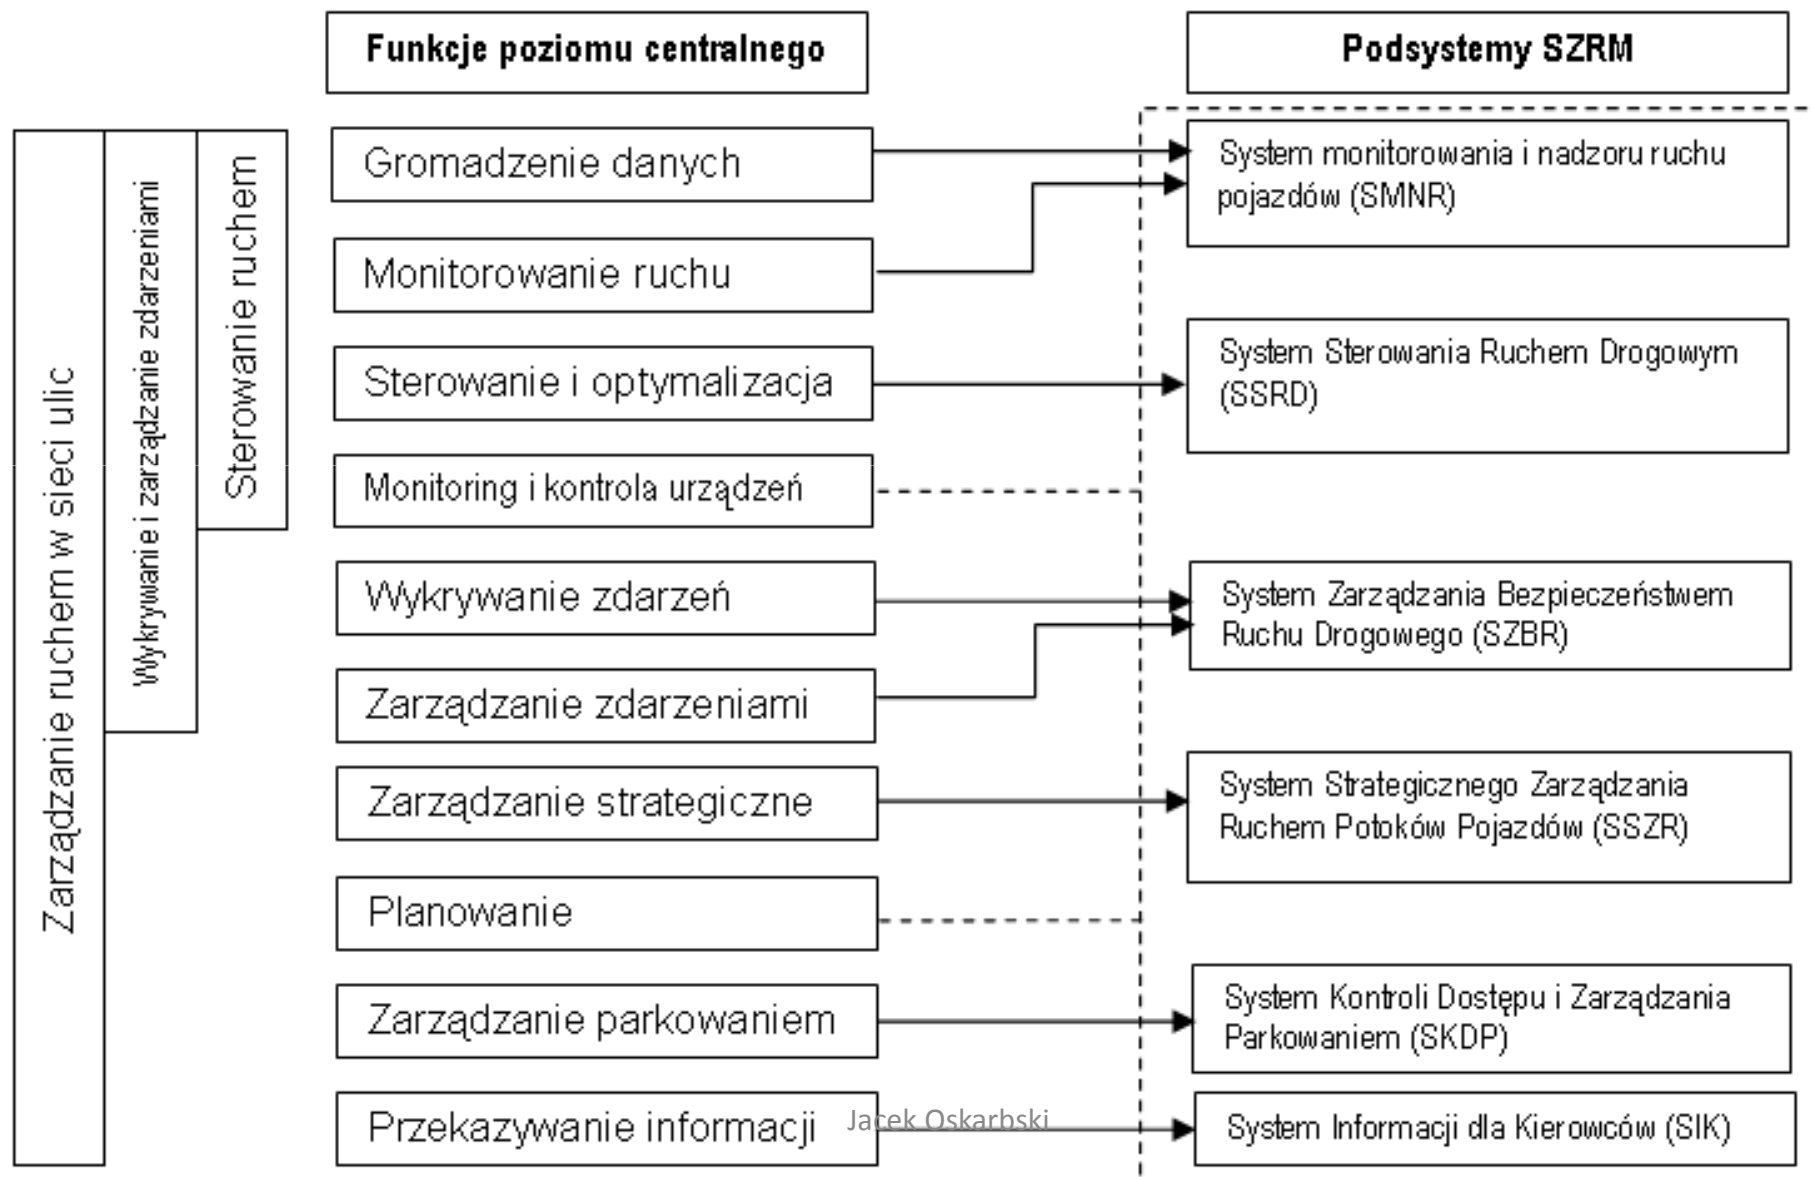 Funkcje poziomu centralnego
Podsystemy SZRM
Zarządzanie ruchem w sieci ulic
Wykrywanie i zarządzanie zdarzeniami
Sterowanie ruchem
Gromadzenie danych
Monitorowanie ruchu
Sterowanie i optymalizacja
Monitoring i kontrola urządzeń
Wykrywanie zdarzeń
Zarządzanie zdarzeniami
Zarządzanie strategiczne
Planowanie
Zarządzanie parkowaniem
Przekazywanie informacji
System monitorowania i nadzoru ruchu
pojazdów (SMNR)
System Sterowania Ruchem Drogowym
(SSRD)
System Zarządzania Bezpieczeństwem
Ruchu Drogowego (SZBR)
System Strategicznego Zarządzania
Ruchem Potoków Pojazdów (SSZR)
System Kontroli Dostępu i Zarządzania
Parkowaniem (SKDP)
System Informacji dla Kierowców (SIK)
Jacek Oskarbski